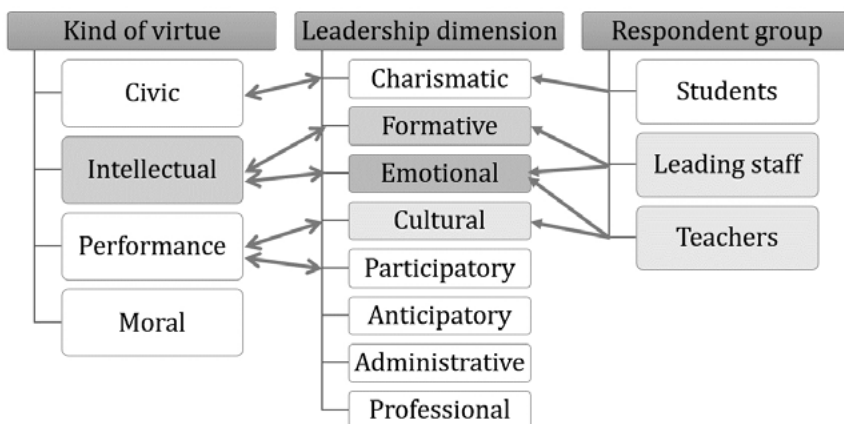 Kind of virtue
Civic
Intellectual
Performance
Moral
Leadership dimension
Charismatic
Formative
Emotional
Cultural
Participatory
Anticipatory
Administrative
Professional
Respondent group
Students
Leading staff
Teachers